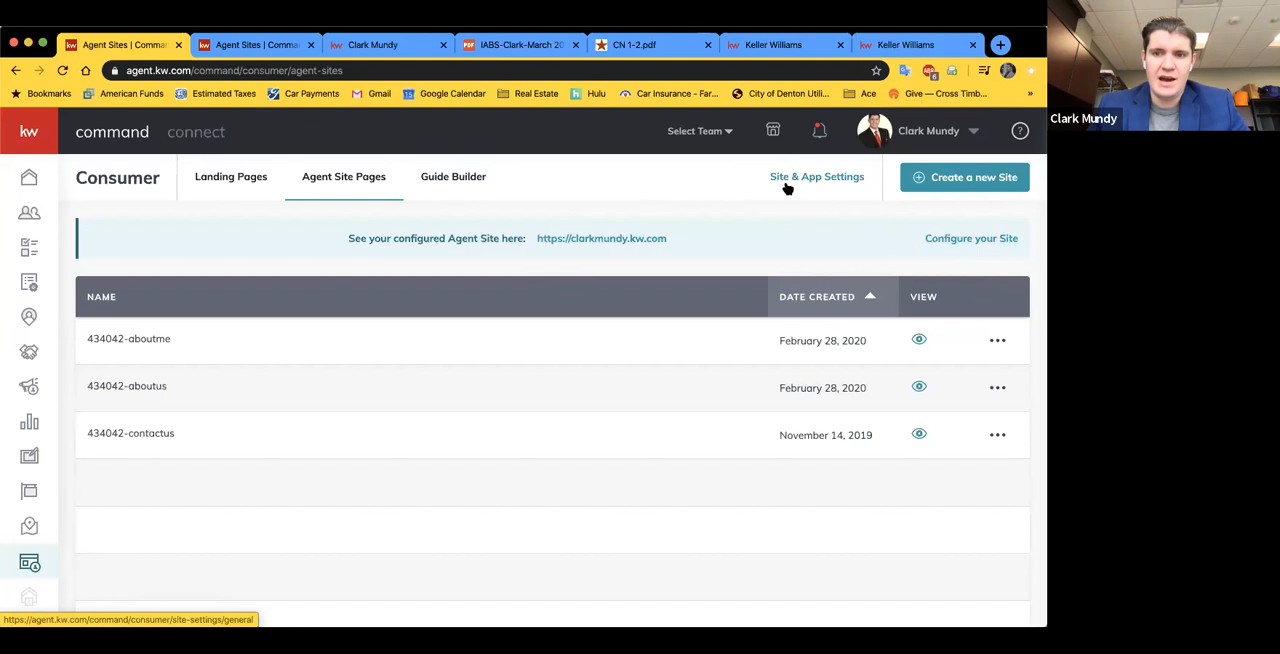 Agent Sites | Comma
Agent Sites | Comma
Clark Mundy
IABS-Clark-March 20
CN 1-2.pdf
Keller Williams
Keller Williams
agent.kw.com/command/consumer/agent-sites
Bookmarks
American Funds
Estimated Taxes
Car Payments
Gmail
Google Calendar
Real Estate
Hulu
Car Insurance - Far...
City of Denton Utili...
Ace
Give — Cross Timb...
»
kw
command
connect
Select Team
Clark Mundy
?
Clark Mundy
Consumer
Landing Pages
Agent Site Pages
Guide Builder
Site & App Settings
Create a new Site
See your configured Agent Site here: https://clarkmundy.kw.com
Configure your Site
NAME
DATE CREATED
VIEW
434042-aboutme
February 28, 2020
434042-aboutus
February 28, 2020
434042-contactus
November 14, 2019
https://agent.kw.com/command/consumer/site-settings/general